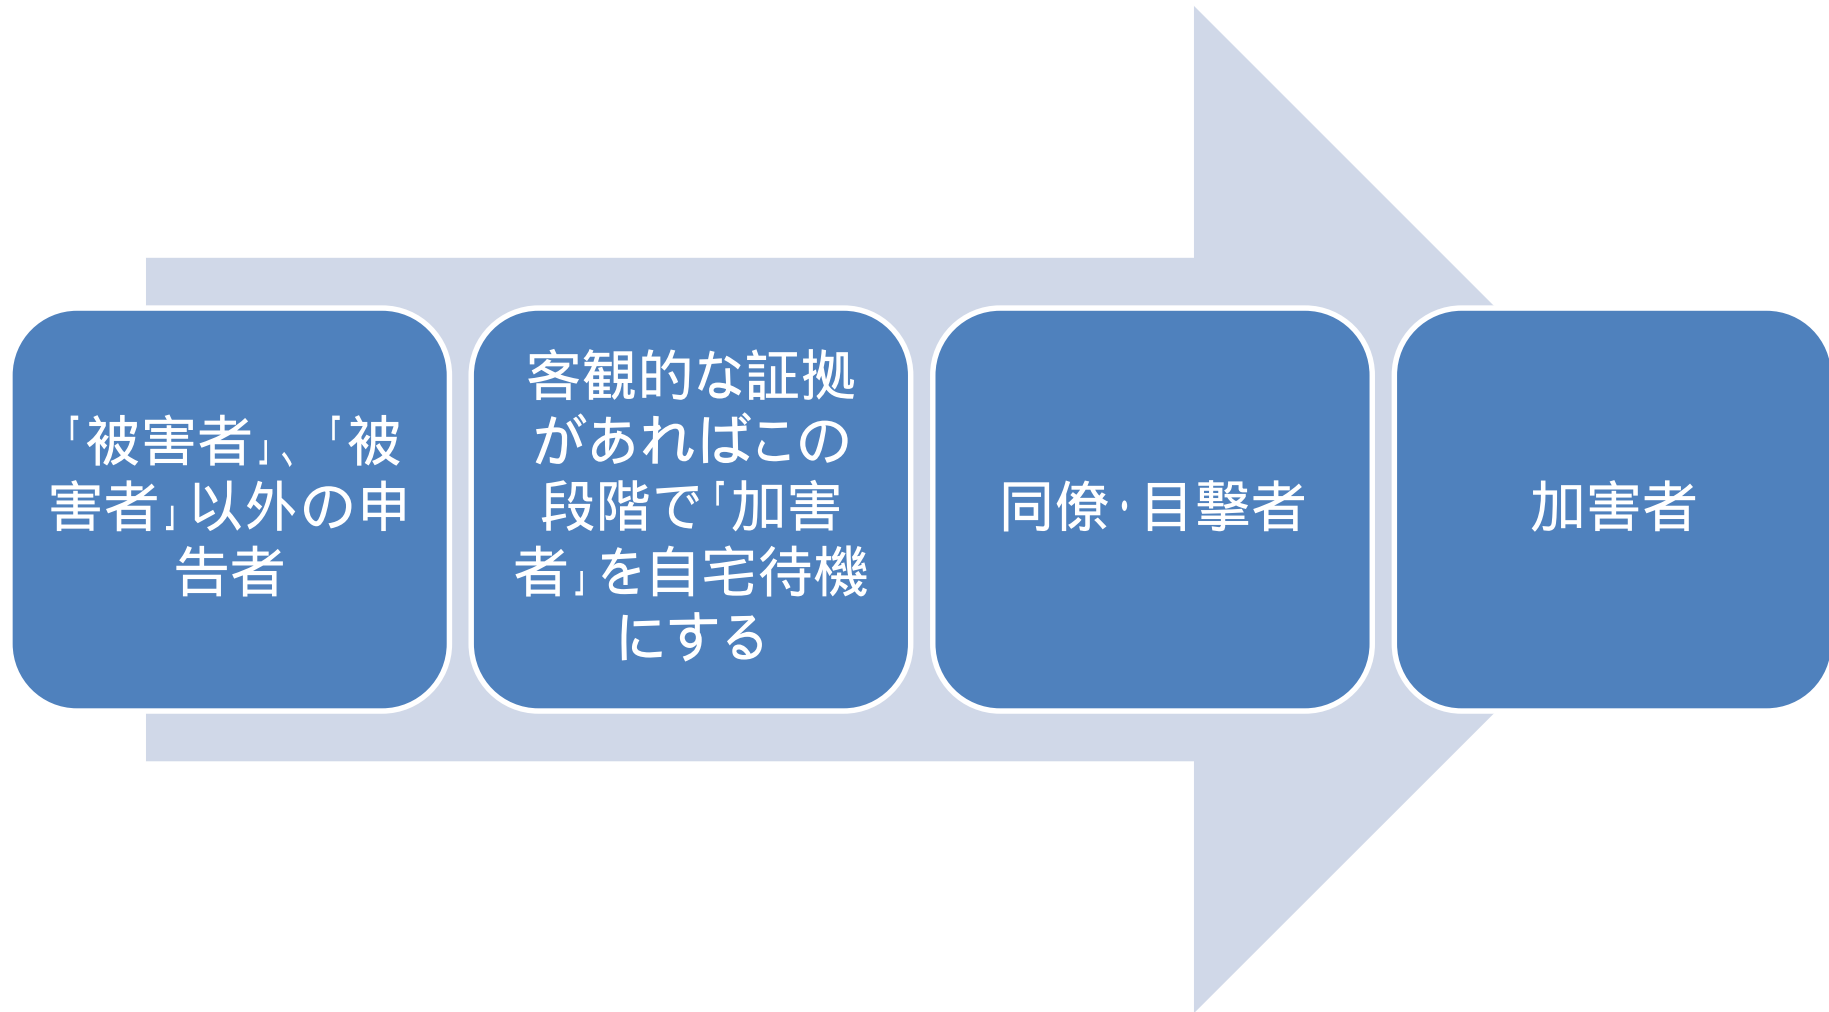 「被害者」、「被
害者」以外の申
告者
客観的な証拠
があればこの
段階で「加害
者」を自宅待機
にする
同僚・目撃者
加害者